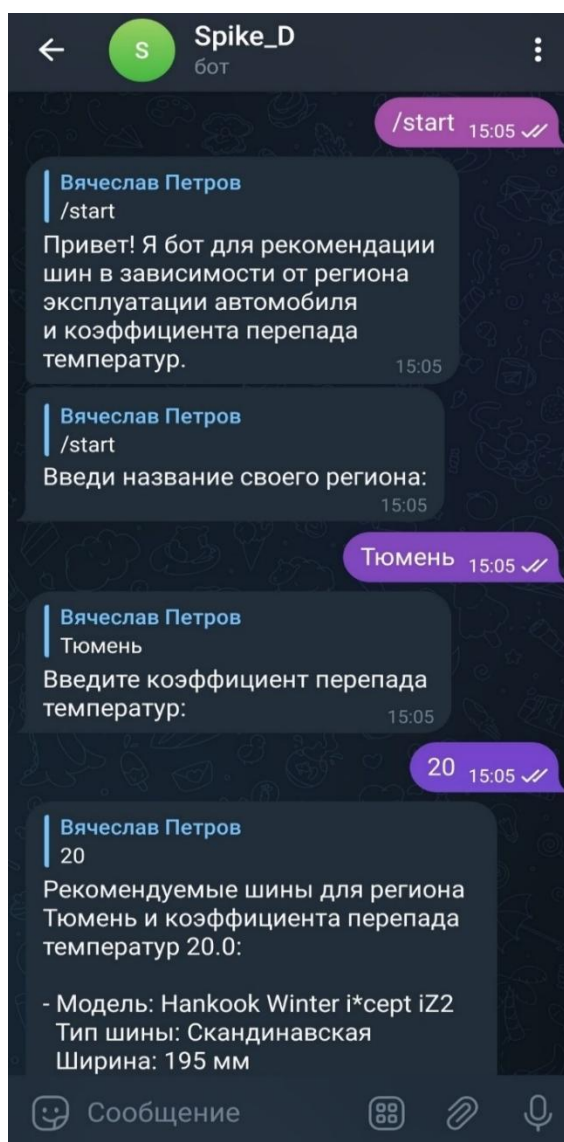 S
Spike_D
бот
/start 15:05
Вячеслав Петров
/start
Привет! Я бот для рекомендации
шин в зависимости от региона
эксплуатации автомобиля
и коэффициента перепада
температур.
15:05
Вячеслав Петров
/start
Введи название своего региона:
15:05
Тюмень 15:05
Вячеслав Петров
Тюмень
Введите коэффициент перепада
температур:
15:05
20 15:05
Вячеслав Петров
20
Рекомендуемые шины для региона
Тюмень и коэффициента перепада
температур 20.0:
- Модель: Hankook Winter i*cept iZ2
Тип шины: Скандинавская
Ширина: 195 мм
Сообщение